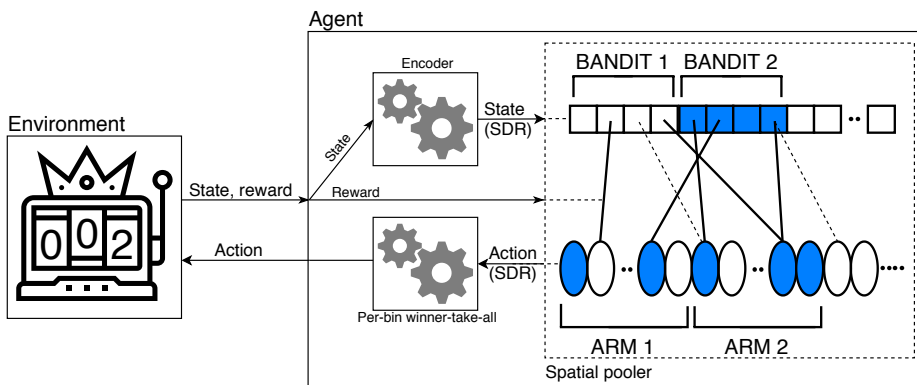 Agent
Encoder
BANDIT 1 BANDIT 2
State
(SDR)
Environment
State
State, reward
Reward
002
Action
Action
(SDR)
Per-bin winner-take-all
ARM 1 ARM 2
Spatial pooler